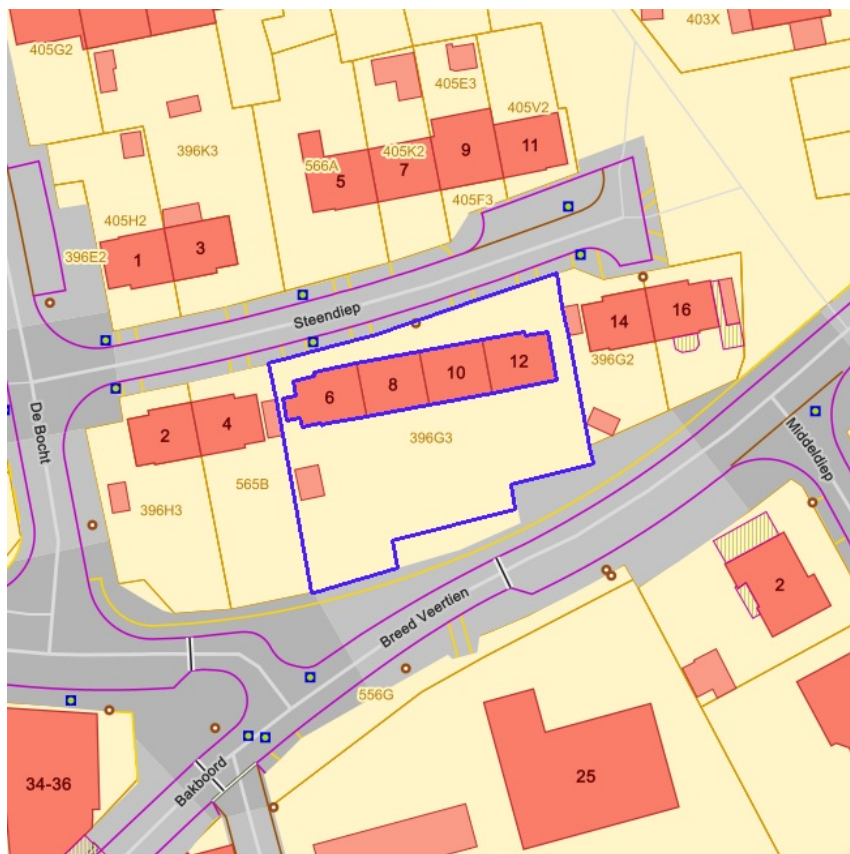 403X
405G2
405E3
405V2
396K3
566A
405K2
9
11
5
7
405F3
405H2
396E2
1
3
Steendiep
14
16
396G2
12
10
8
6
De Bocht
2
4
396G3
Middeldiep
565B
396H3
2
Breed Veertien
556G
25
34-36
Bakboord